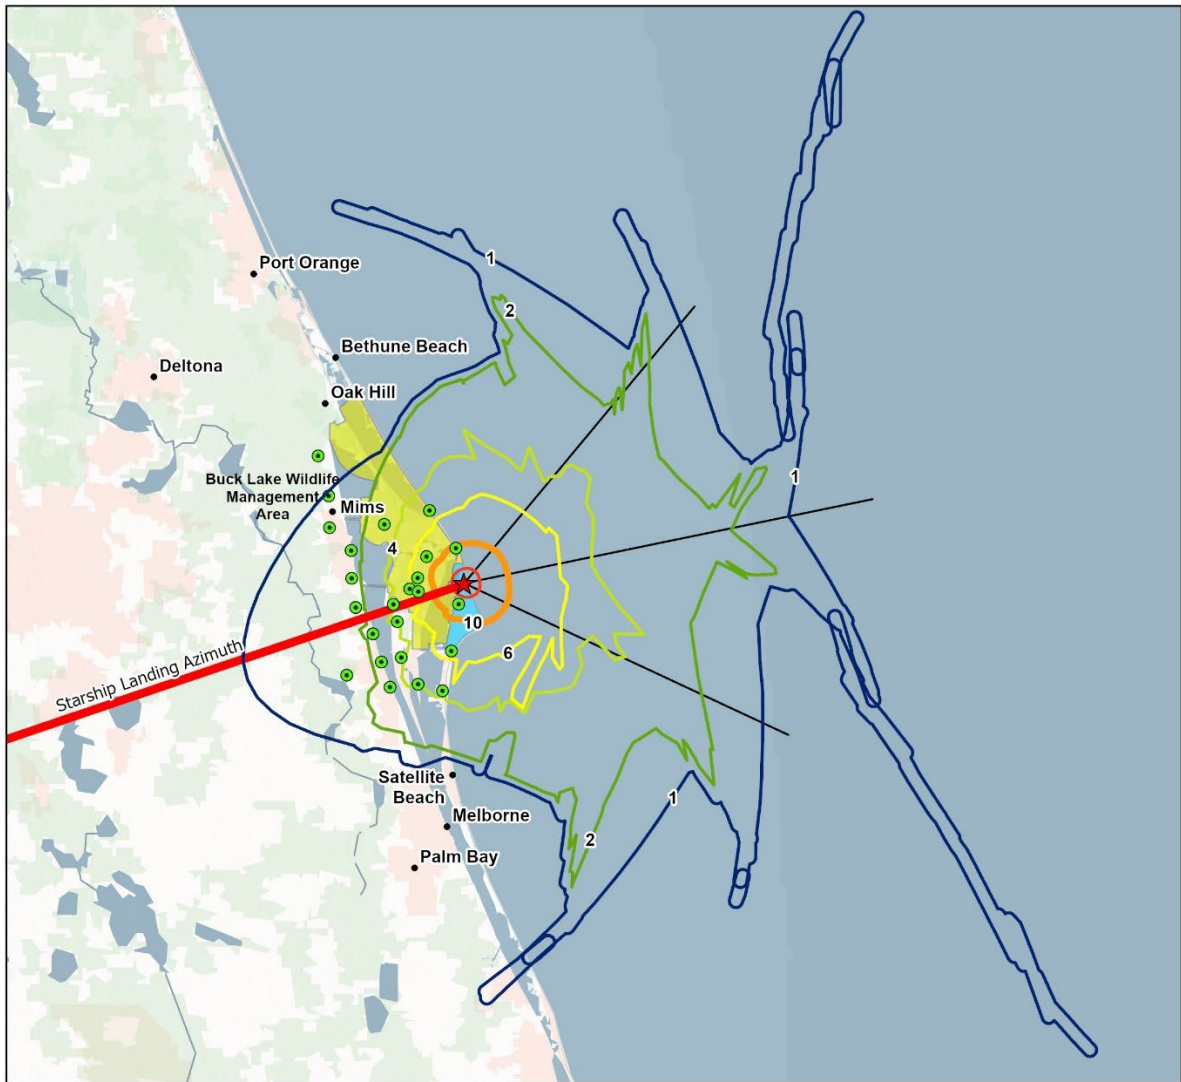 1
2
Port Orange
Bethune Beach
Deltona
Oak Hill
1
Buck Lake Wildlife
Management
Area
Mims
4
10
6
Starship Landing Azimuth
Satellite
Beach
1
Melborne
2
Palm Bay